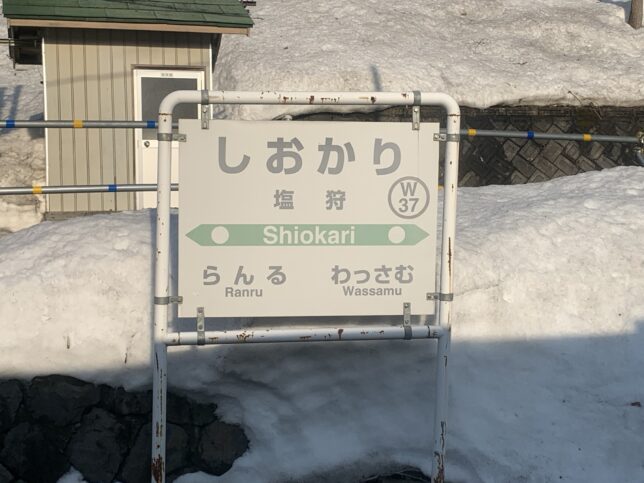 しおかり
塩狩
W
37
Shiokari
らんる わっさむ
Ranru Wassamu